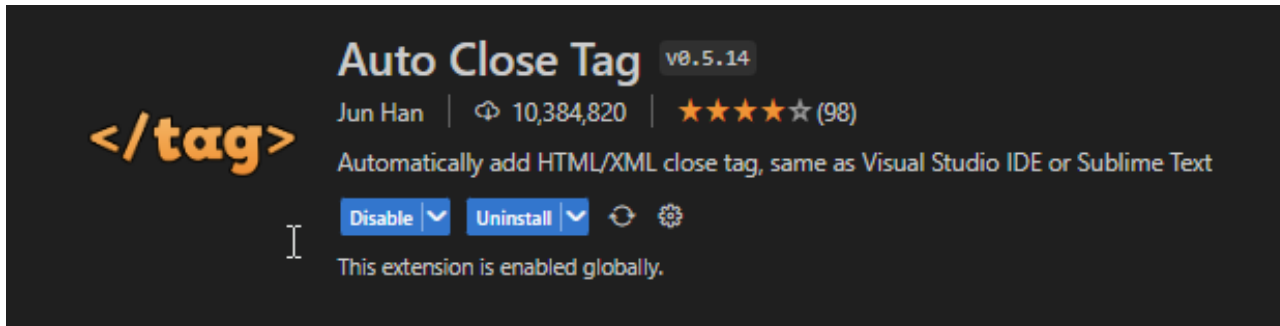 Auto Close Tag v0.5.14
</tag>
Jun Han 10,384,820 (98)
Automatically add HTML/XML close tag, same as Visual Studio IDE or Sublime Text
Disable Uninstall
This extension is enabled globally.